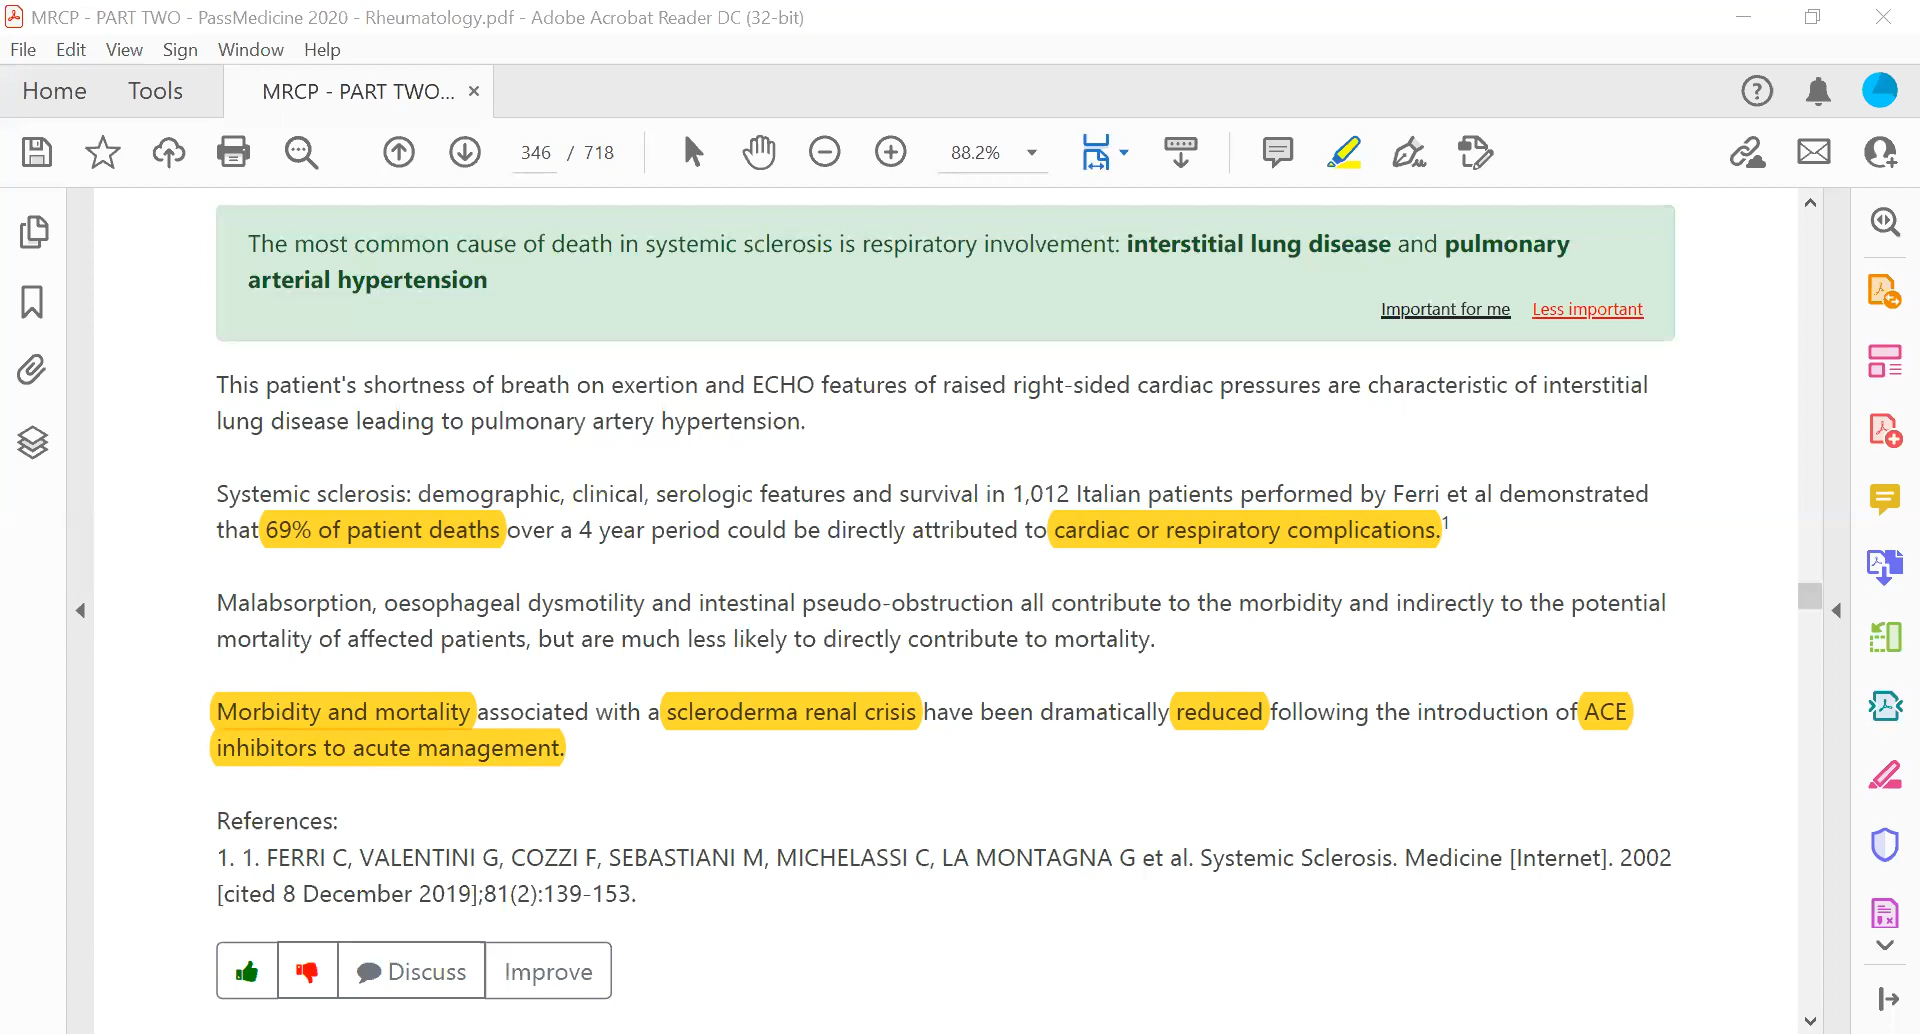 MRCP - PART TWO - PassMedicine 2020 - Rheumatology.pdf - Adobe Acrobat Reader DC (32-bit)
File Edit View Sign Window Help
Home Tools MRCP - PART TWO... ×
346 / 718 88.2%
The most common cause of death in systemic sclerosis is respiratory involvement: interstitial lung disease and pulmonary
arterial hypertension
Important for me Less important
This patient's shortness of breath on exertion and ECHO features of raised right-sided cardiac pressures are characteristic of interstitial
lung disease leading to pulmonary artery hypertension.
Systemic sclerosis: demographic, clinical, serologic features and survival in 1,012 Italian patients performed by Ferri et al demonstrated
that 69% of patient deaths over a 4 year period could be directly attributed to cardiac or respiratory complications.1
Malabsorption, oesophageal dysmotility and intestinal pseudo-obstruction all contribute to the morbidity and indirectly to the potential
mortality of affected patients, but are much less likely to directly contribute to mortality.
Morbidity and mortality associated with a scleroderma renal crisis have been dramatically reduced following the introduction of ACE
inhibitors to acute management.
References:
1. 1. FERRI C, VALENTINI G, COZZI F, SEBASTIANI M, MICHELASSI C, LA MONTAGNA G et al. Systemic Sclerosis. Medicine [Internet]. 2002
[cited 8 December 2019];81(2):139-153.
Discuss Improve